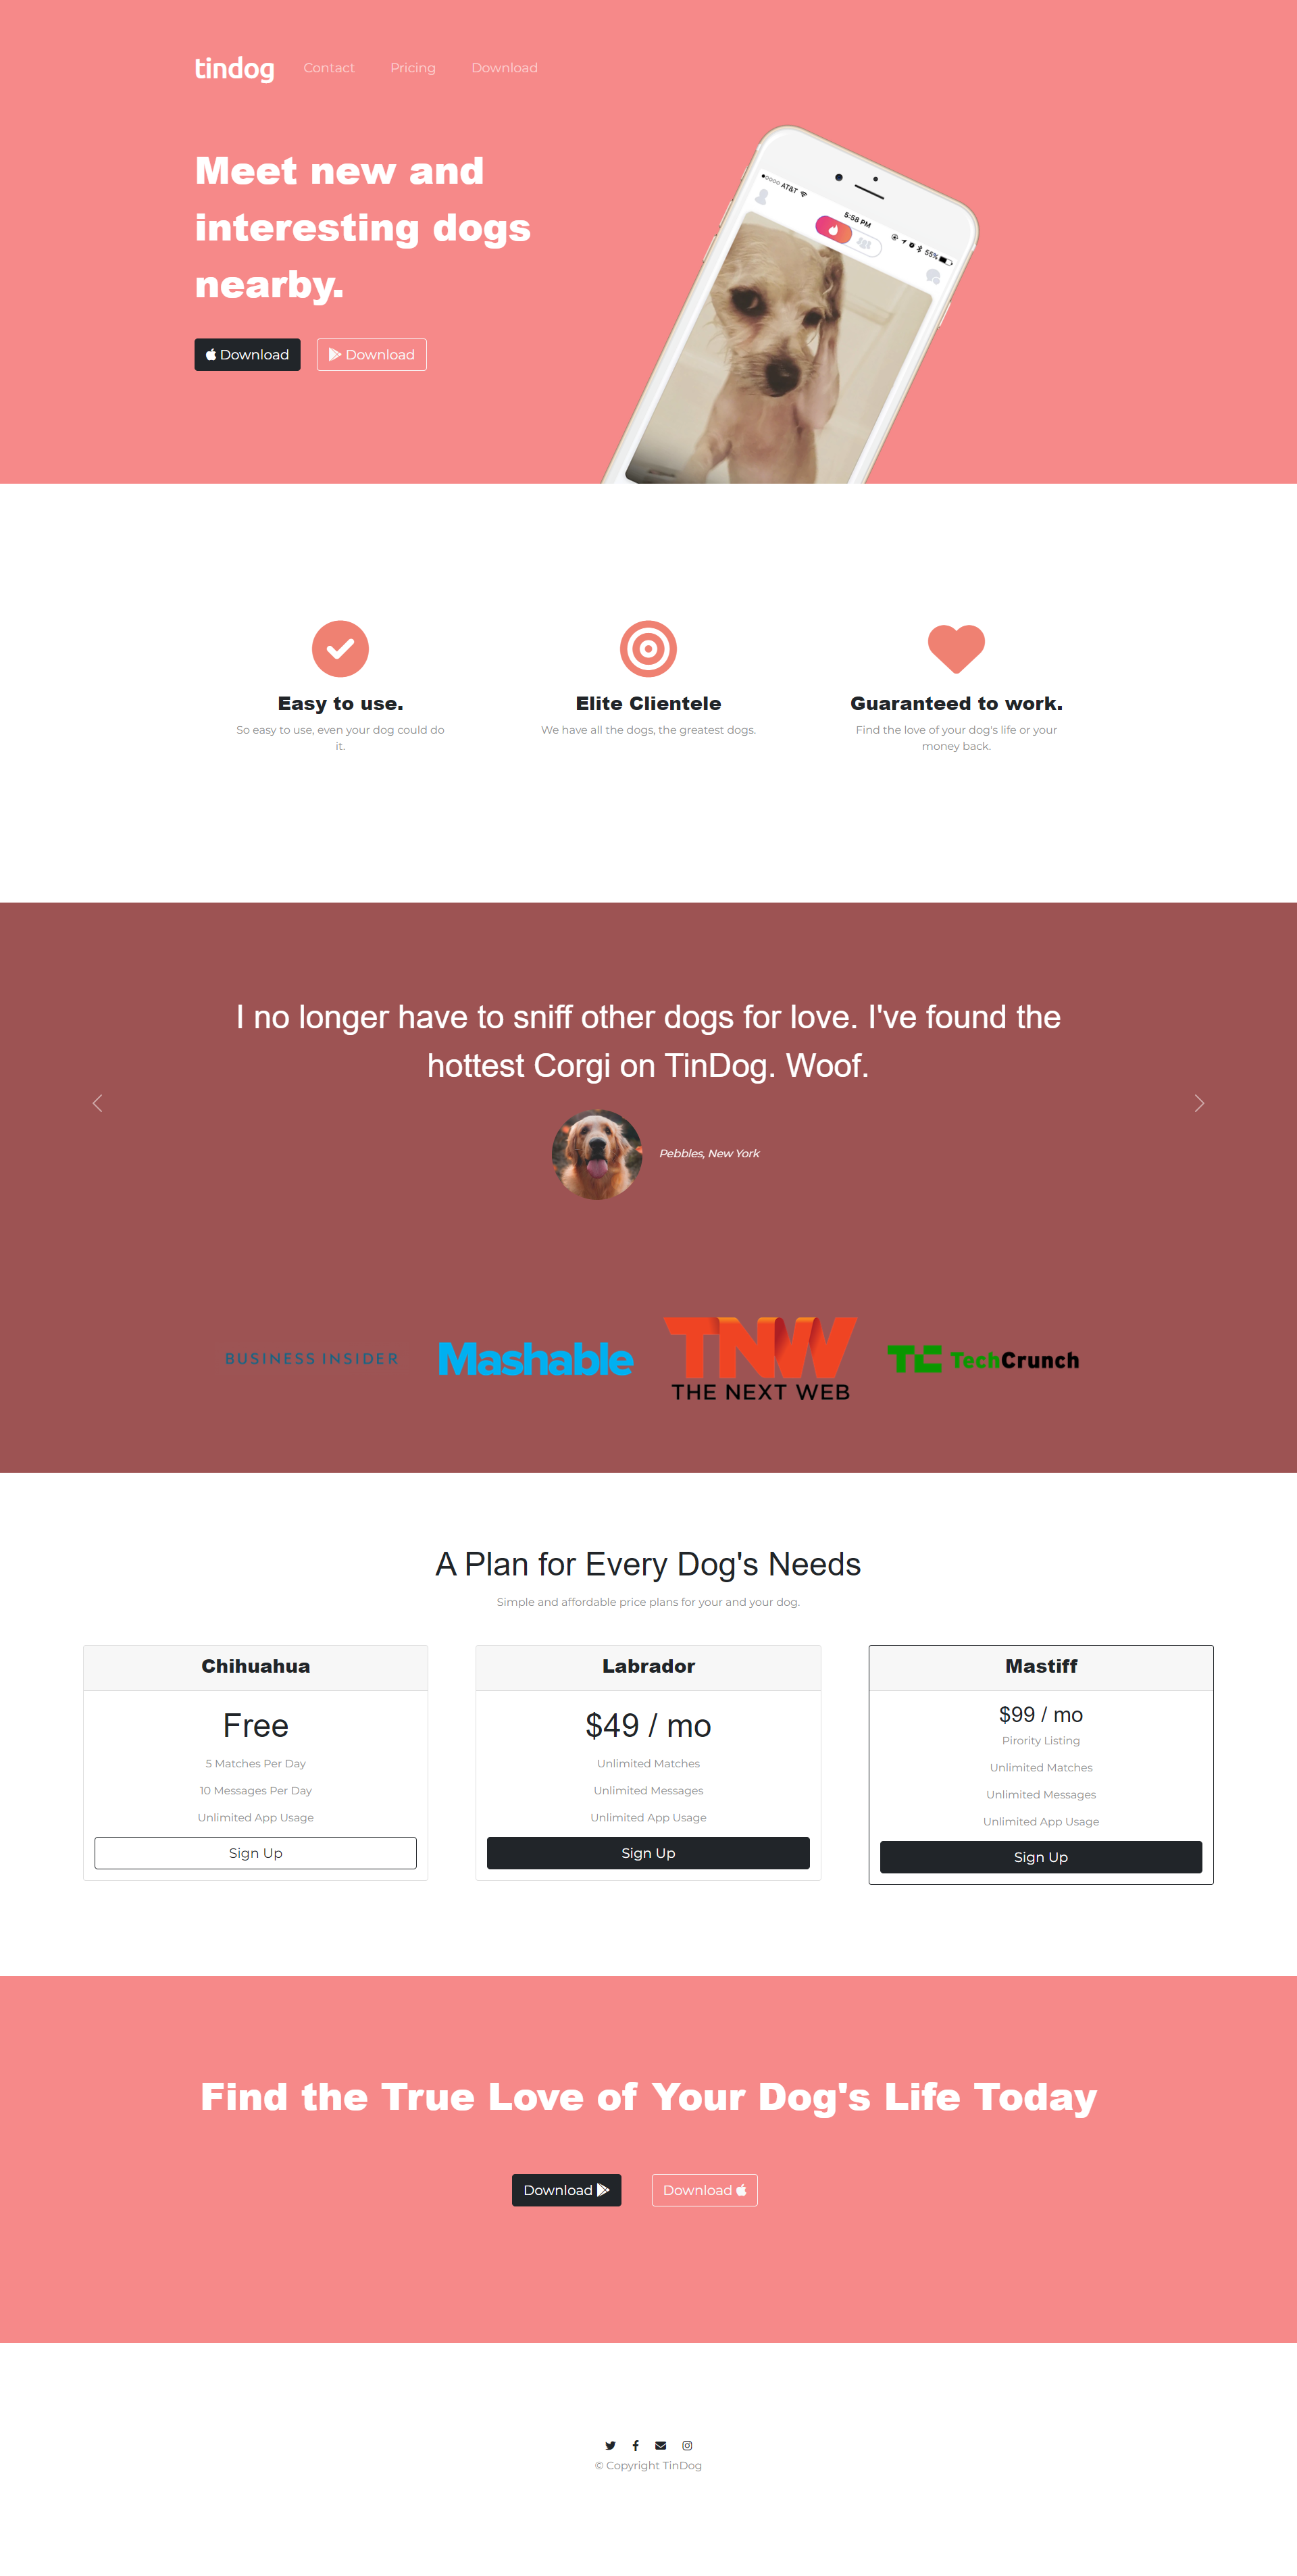 tindog Contact Pricing Download
Meet new and
interesting dogs
nearby.
Download Download
AT&T 5:58 PM 55%
Easy to use. Elite Clientele Guaranteed to work.
So easy to use, even your dog could do We have all the dogs, the greatest dogs. Find the love of your dog's life or your
it. money back.
I no longer have to sniff other dogs for love. I've found the
hottest Corgi on TinDog. Woof.
Pebbles, New York
BUSINESS INSIDER Mashable TNW TC TechCrunch
THE NEXT WEB
A Plan for Every Dog's Needs
Simple and affordable price plans for your and your dog.
Chihuahua
Free
5 Matches Per Day
10 Messages Per Day
Unlimited App Usage
Sign Up
Labrador
$49 / mo
Unlimited Matches
Unlimited Messages
Unlimited App Usage
Sign Up
Mastiff
$99 / mo
Pirority Listing
Unlimited Matches
Unlimited Messages
Unlimited App Usage
Sign Up
Find the True Love of Your Dog's Life Today
Download Download
© Copyright TinDog